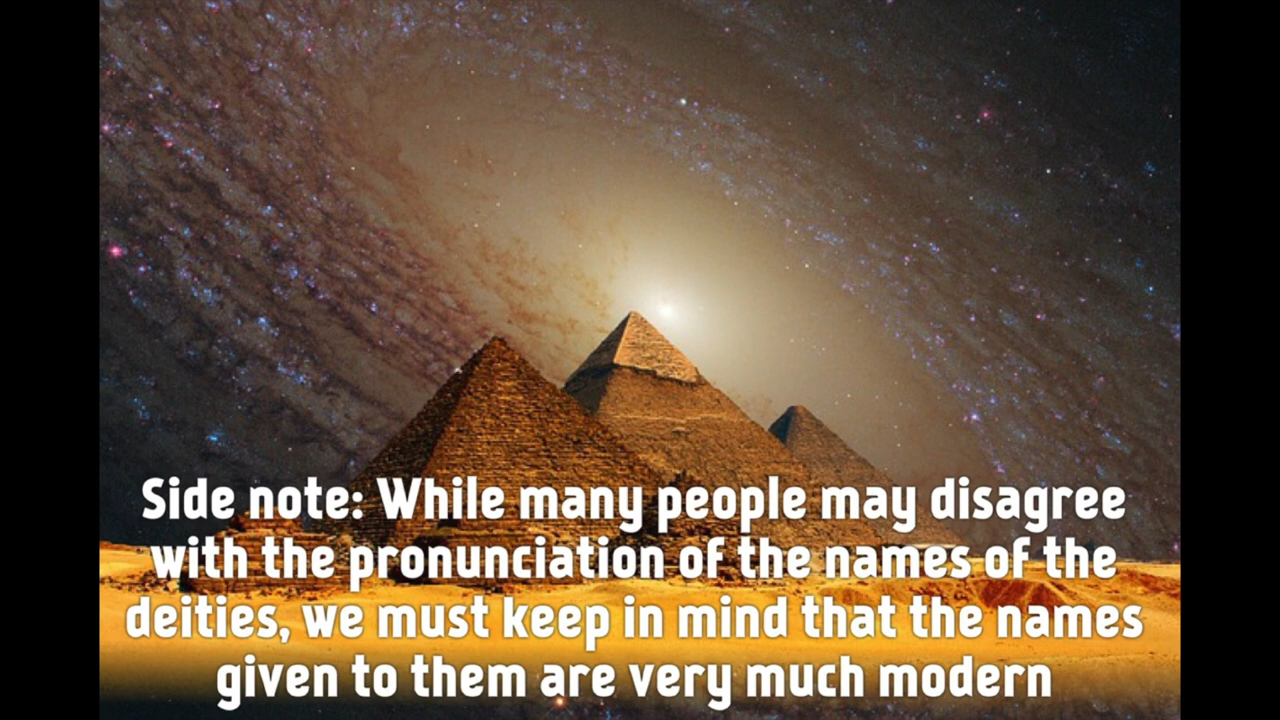 Side note: While many people may disagree
with the pronunciation of the names of the
deities, we must keep in mind that the names
given to them are very much modern